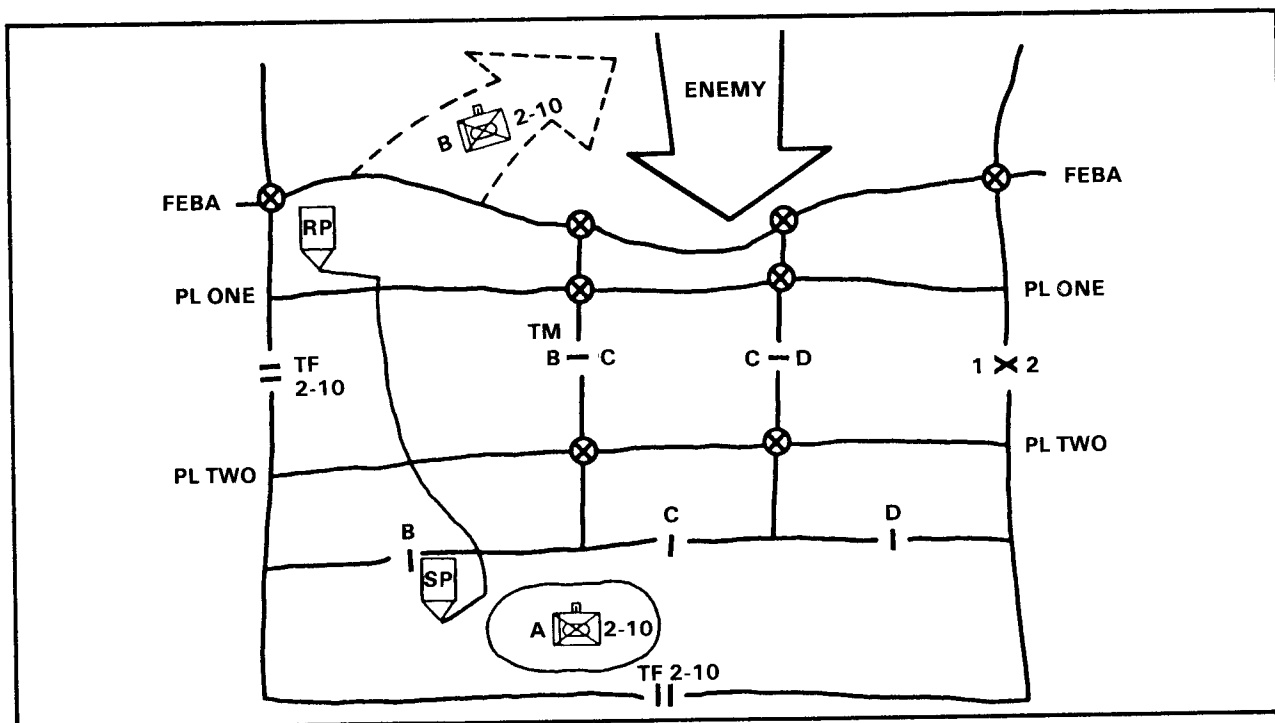 ENEMY
B 2-10
FEBA
FEBA
RP
PL ONE
PL ONE
TM
B C
C D
1 2
TF
2-10
PL TWO
PL TWO
B
C
D
SP
A 2-10
TF 2-10